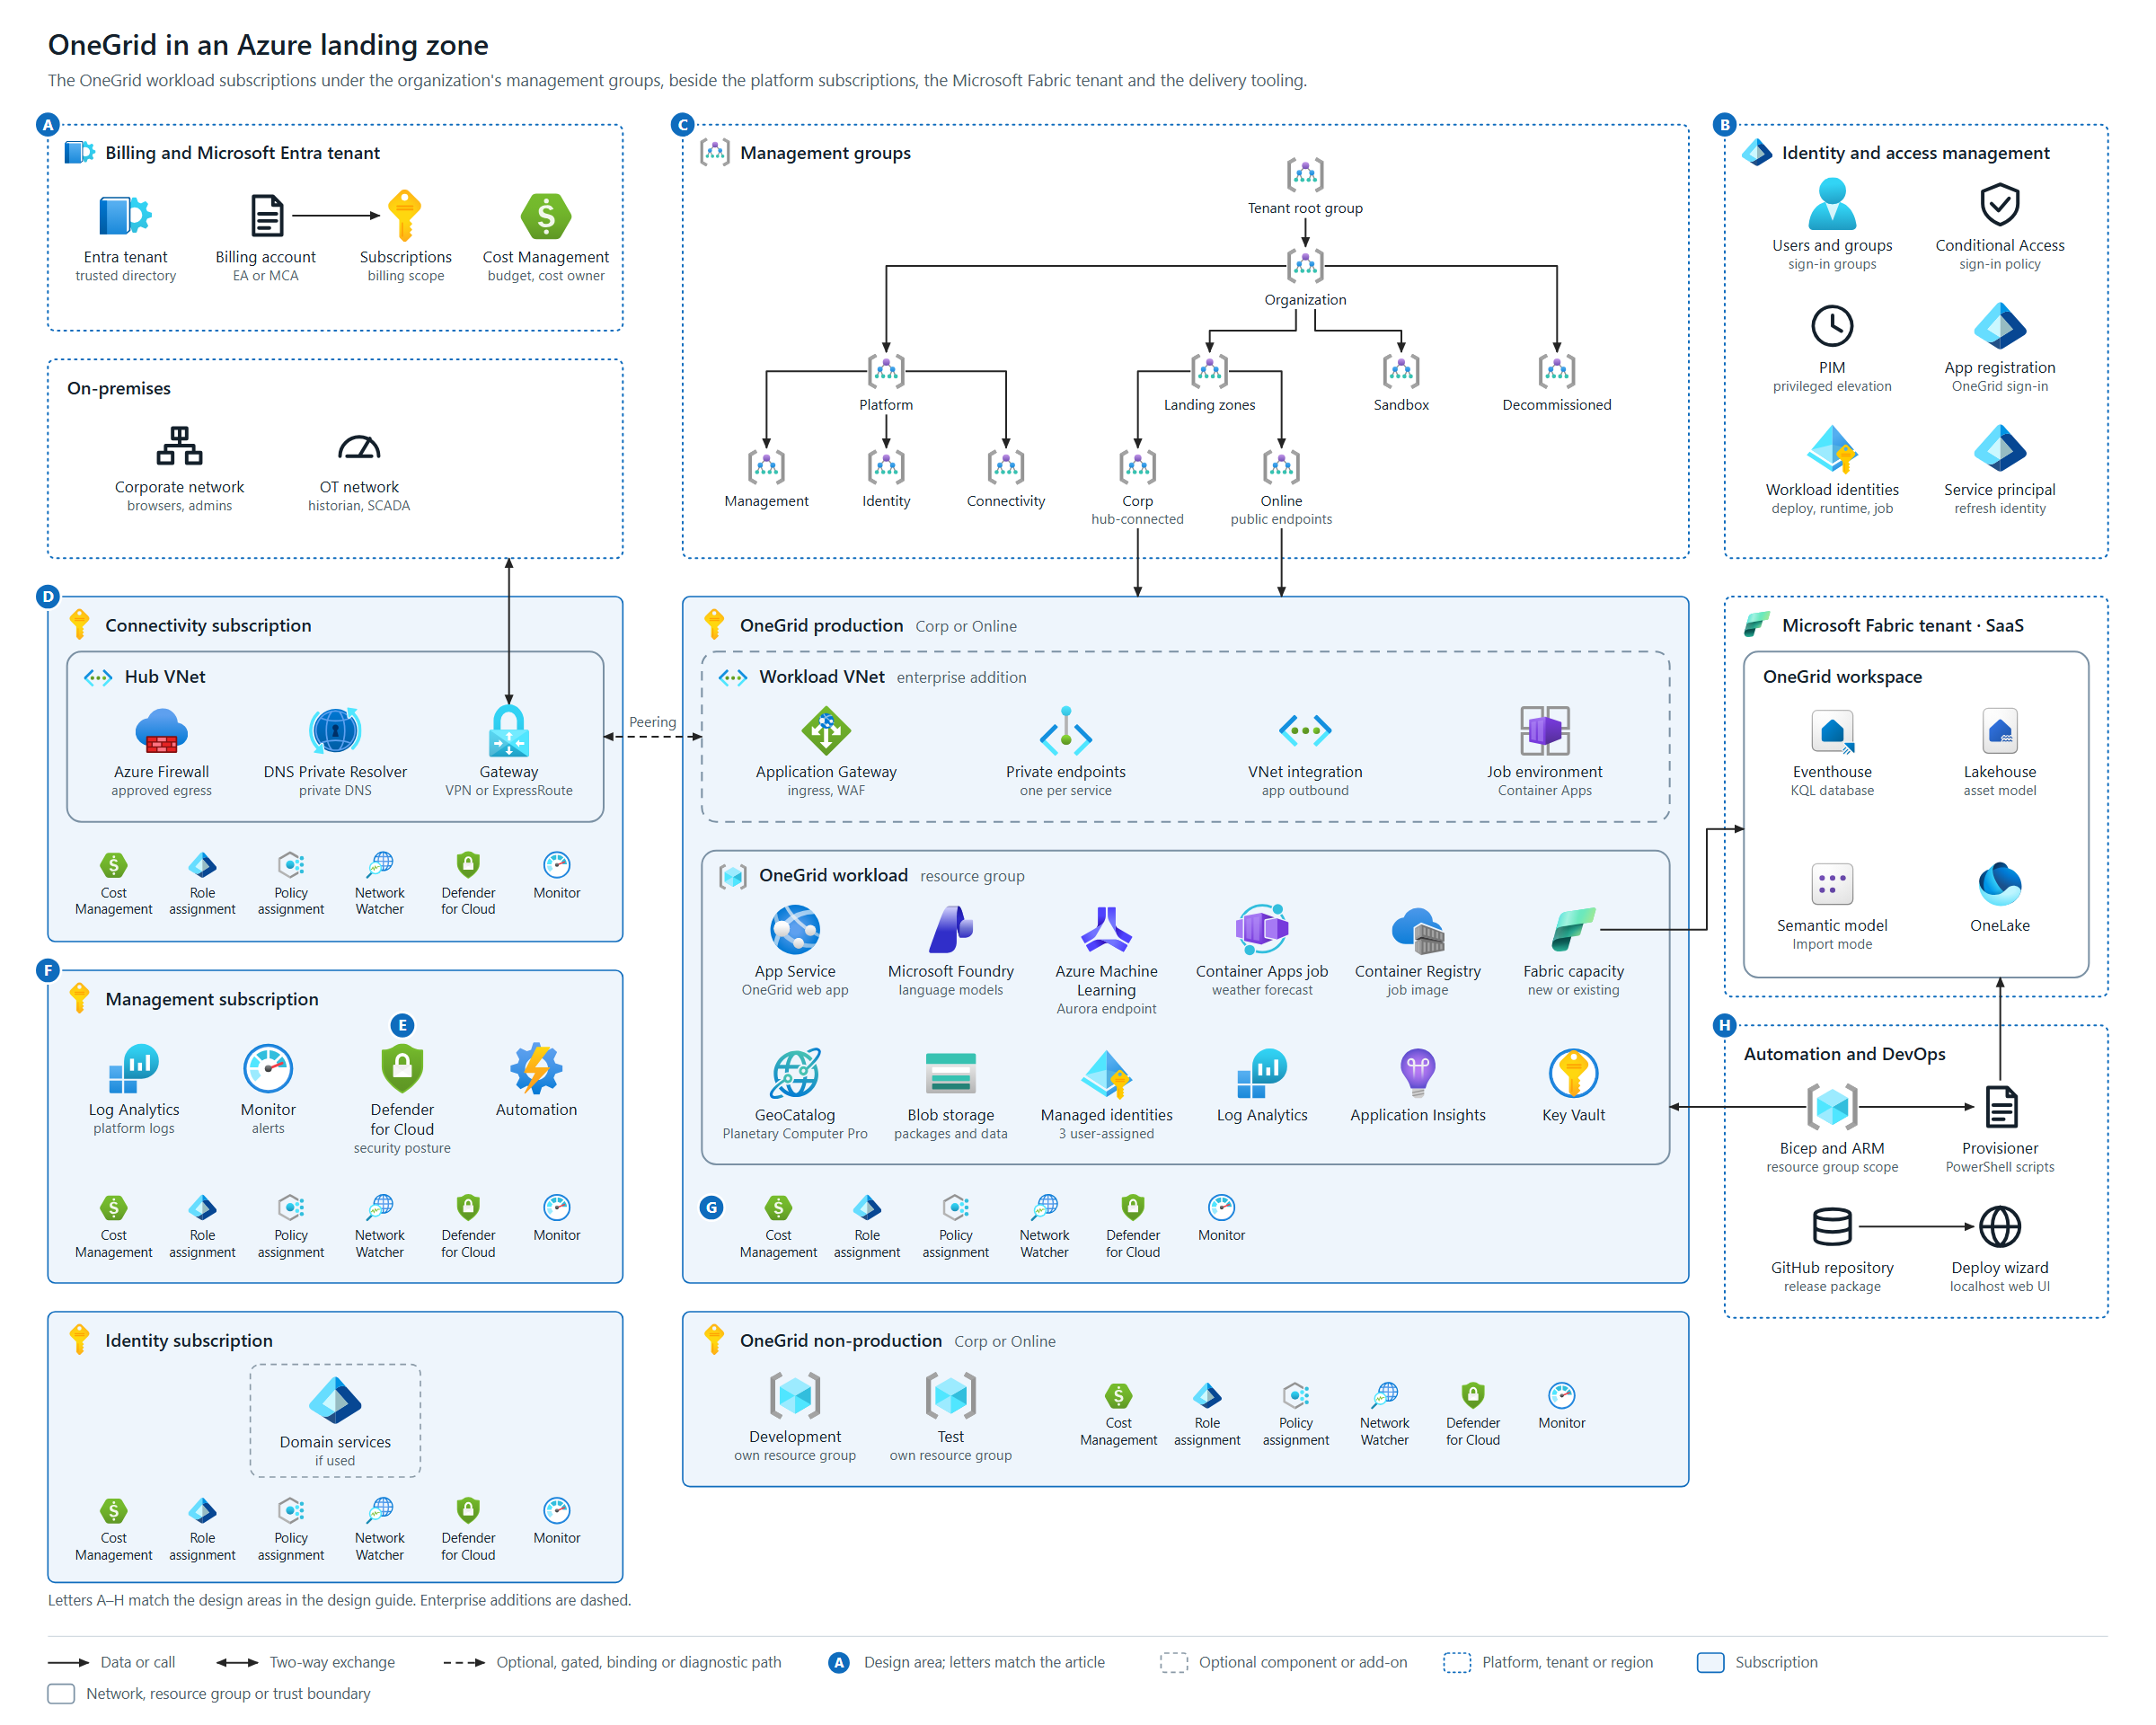 OneGrid in an Azure landing zone
The OneGrid workload subscriptions under the organization's management groups, beside the platform subscriptions, the Microsoft Fabric tenant and the delivery tooling.
A
Billing and Microsoft Entra tenant
Entra tenant
trusted directory
Billing account
EA or MCA
Subscriptions
billing scope
Cost Management
budget, cost owner
C
Management groups
Tenant root group
Organization
Platform
Landing zones
Sandbox
Decommissioned
Management
Identity
Connectivity
Corp
hub-connected
Online
public endpoints
B
Identity and access management
Users and groups
sign-in groups
Conditional Access
sign-in policy
PIM
privileged elevation
App registration
OneGrid sign-in
Workload identities
deploy, runtime, job
Service principal
refresh identity
On-premises
Corporate network
browsers, admins
OT network
historian, SCADA
D
Connectivity subscription
Hub VNet
Azure Firewall
approved egress
DNS Private Resolver
private DNS
Gateway
VPN or ExpressRoute
Cost
Management
Role
assignment
Policy
assignment
Network
Watcher
Defender
for Cloud
Monitor
Peering
OneGrid production Corp or Online
Workload VNet enterprise addition
Application Gateway
ingress, WAF
Private endpoints
one per service
VNet integration
app outbound
Job environment
Container Apps
OneGrid workload resource group
App Service
OneGrid web app
Microsoft Foundry
language models
Azure Machine
Learning
Aurora endpoint
Container Apps job
weather forecast
Container Registry
job image
Fabric capacity
new or existing
GeoCatalog
Planetary Computer Pro
Blob storage
packages and data
Managed identities
3 user-assigned
Log Analytics
Application Insights
Key Vault
G
Cost
Management
Role
assignment
Policy
assignment
Network
Watcher
Defender
for Cloud
Monitor
Microsoft Fabric tenant · SaaS
OneGrid workspace
Eventhouse
KQL database
Lakehouse
asset model
Semantic model
Import mode
OneLake
F
Management subscription
E
Log Analytics
platform logs
Monitor
alerts
Defender
for Cloud
security posture
Automation
Cost
Management
Role
assignment
Policy
assignment
Network
Watcher
Defender
for Cloud
Monitor
H
Automation and DevOps
Bicep and ARM
resource group scope
Provisioner
PowerShell scripts
GitHub repository
release package
Deploy wizard
localhost web UI
Identity subscription
Domain services
if used
Cost
Management
Role
assignment
Policy
assignment
Network
Watcher
Defender
for Cloud
Monitor
OneGrid non-production Corp or Online
Development
own resource group
Test
own resource group
Cost
Management
Role
assignment
Policy
assignment
Network
Watcher
Defender
for Cloud
Monitor
Letters A–H match the design areas in the design guide. Enterprise additions are dashed.
Data or call
Two-way exchange
Optional, gated, binding or diagnostic path
A
Design area; letters match the article
Optional component or add-on
Platform, tenant or region
Subscription
Network, resource group or trust boundary